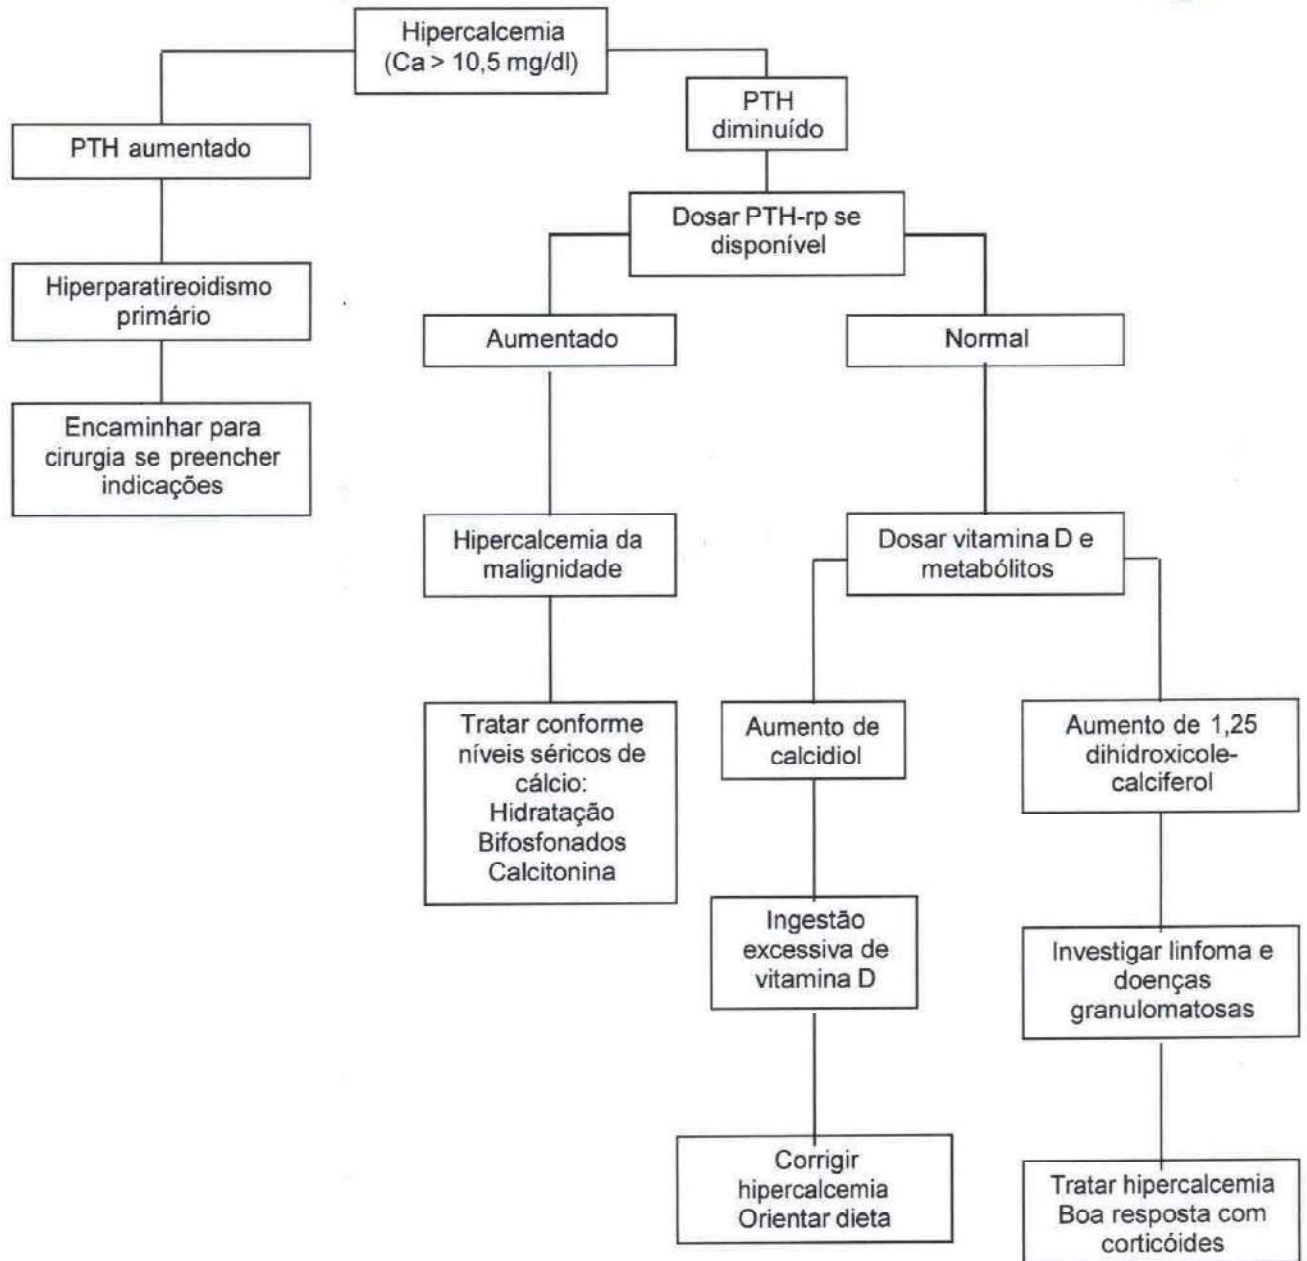 Hipercalcemia
(Ca > 10,5 mg/dl)
PTH aumentado
Hiperparatireoidismo
primário
Encaminhar para
cirurgia se preencher
indicações
PTH
diminuído
Dosar PTH-rp se
disponível
Aumentado
Hipercalcemia da
malignidade
Tratar conforme
níveis séricos de
cálcio:
Hidratação
Bifosfonados
Calcitonina
Normal
Dosar vitamina D e
metabólitos
Aumento de
calcidiol
Ingestão
excessiva de
vitamina D
Corrigir
hipercalcemia
Orientar dieta
Aumento de 1,25
dihidroxicole-
calciferol
Investigar linfoma e
doenças
granulomatosas
Tratar hipercalcemia
Boa resposta com
corticóides